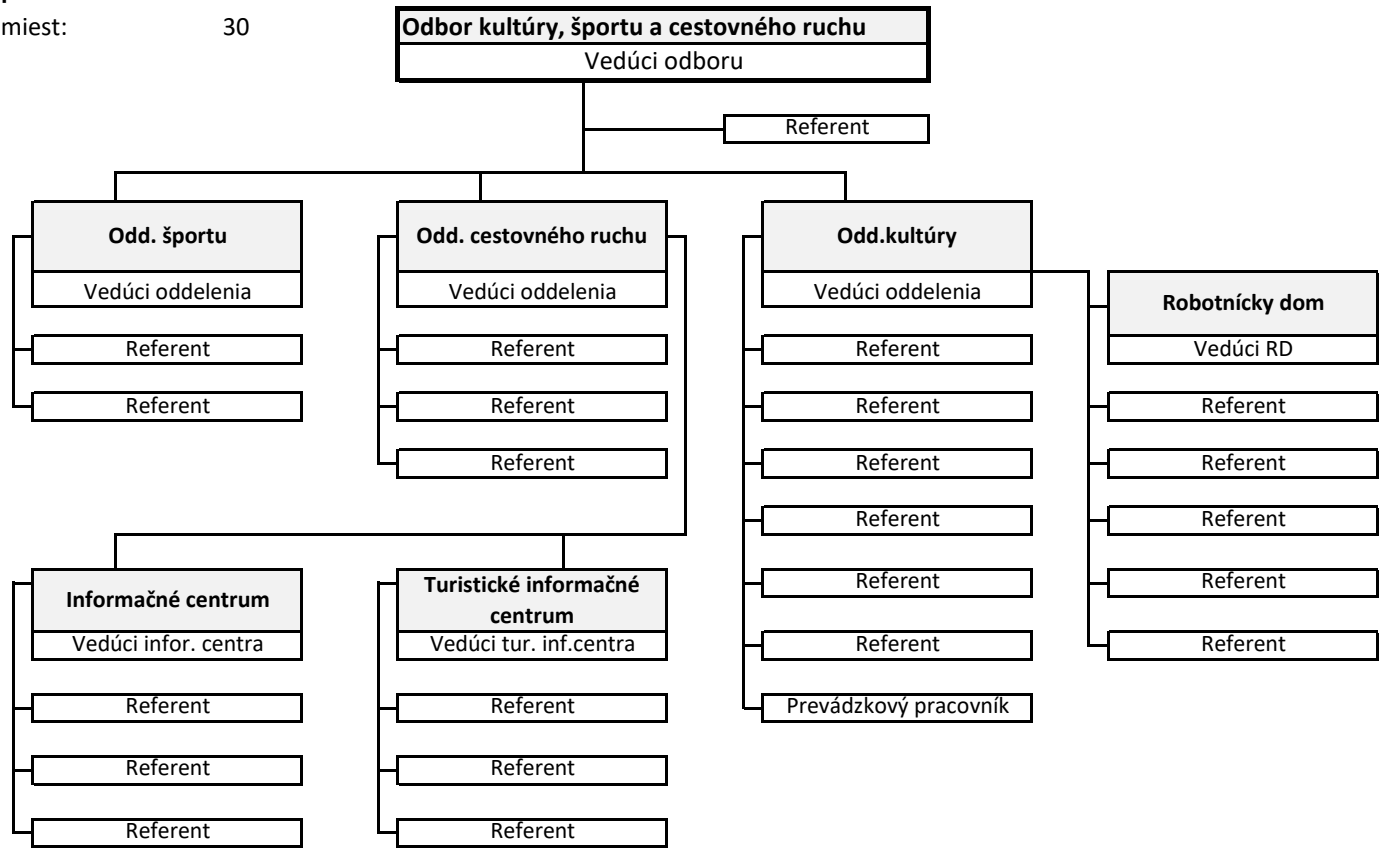 miest: 30
Odbor kultúry, športu a cestovného ruchu
Vedúci odboru
Referent
Odd. športu
Vedúci oddelenia
Referent
Referent
Odd. cestovného ruchu
Vedúci oddelenia
Referent
Referent
Referent
Odd.kultúry
Vedúci oddelenia
Referent
Referent
Referent
Referent
Referent
Referent
Prevádzkový pracovník
Robotnícky dom
Vedúci RD
Referent
Referent
Referent
Referent
Referent
Informačné centrum
Vedúci infor. centra
Referent
Referent
Referent
Turistické informačné
centrum
Vedúci tur. inf.centra
Referent
Referent
Referent